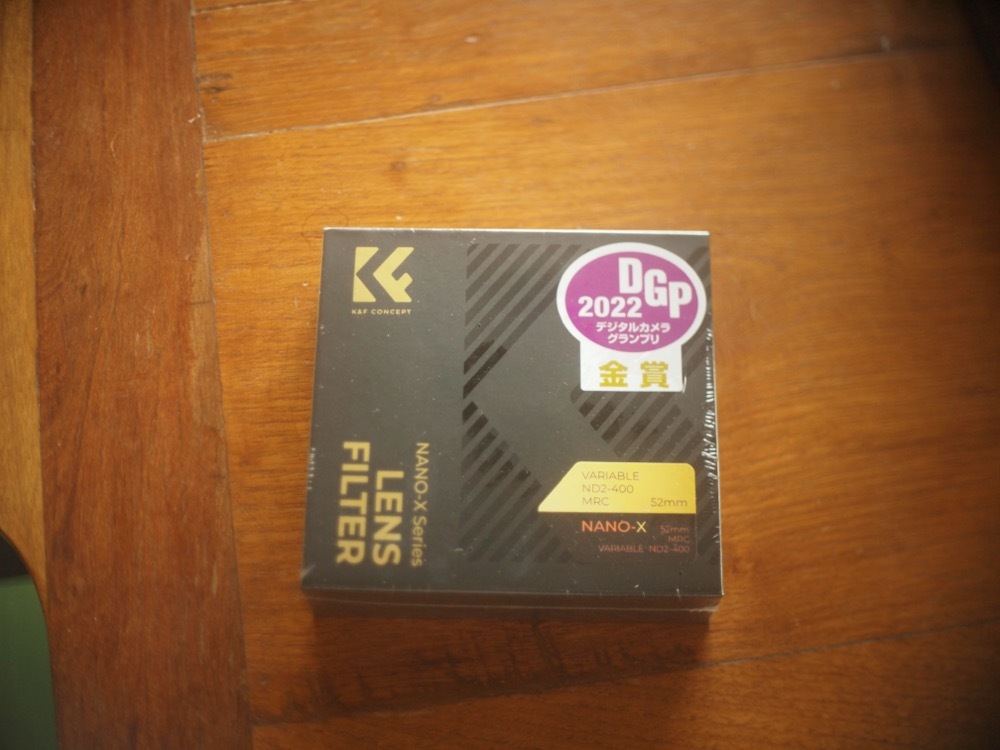 KF
K&F CONCEPT
DGP
2022
デジタルカメラ
グランプリ
金賞
NANO-X Series
LENS
FILTER
VARIABLE
ND2-400
MRC 52mm
NANO-X 52mm
MRC
VARIABLE ND2-400